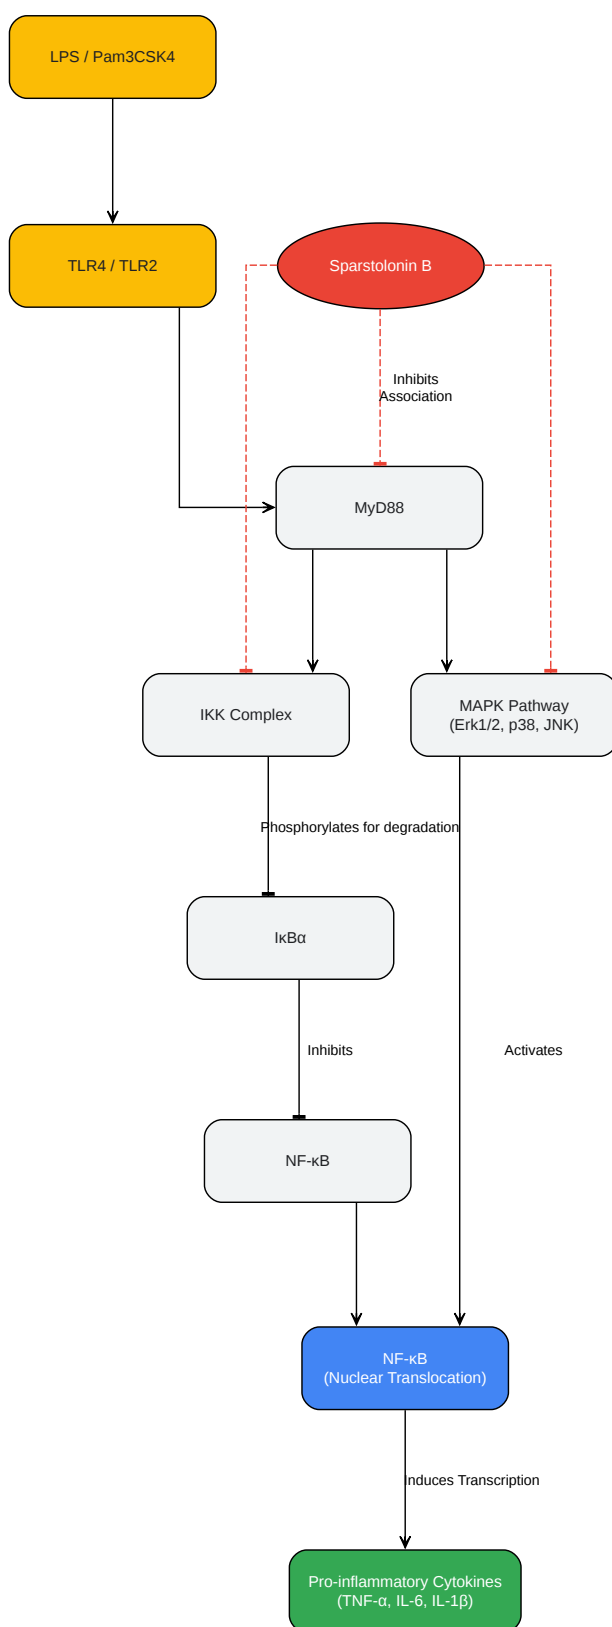 LPS / Pam3CSK4
TLR4 / TLR2
Sparstolonin B
Inhibits
Association
MyD88
IKK Complex
MAPK Pathway
(Erk1/2, p38, JNK)
Phosphorylates for degradation
IκBα
Inhibits
Activates
NF-κB
NF-κB
(Nuclear Translocation)
Induces Transcription
Pro-inflammatory Cytokines
(TNF-α, IL-6, IL-1β)